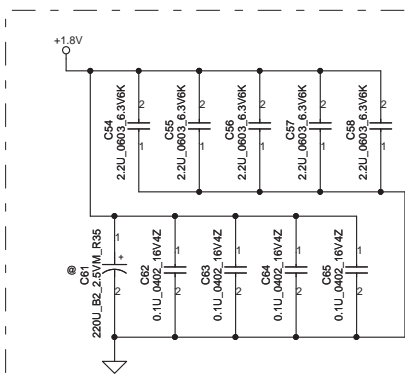 +1.8V
C54
2.2U_0603_6.3V6K
2
1
C55
2.2U_0603_6.3V6K
2
1
C56
2.2U_0603_6.3V6K
2
1
C57
2.2U_0603_6.3V6K
2
1
C58
2.2U_0603_6.3V6K
2
1
@
C61
220U_B2_2.5VM_R35
1
+
2
C62
0.1U_0402_16V4Z
1
2
C63
0.1U_0402_16V4Z
1
2
C64
0.1U_0402_16V4Z
1
2
C65
0.1U_0402_16V4Z
1
2